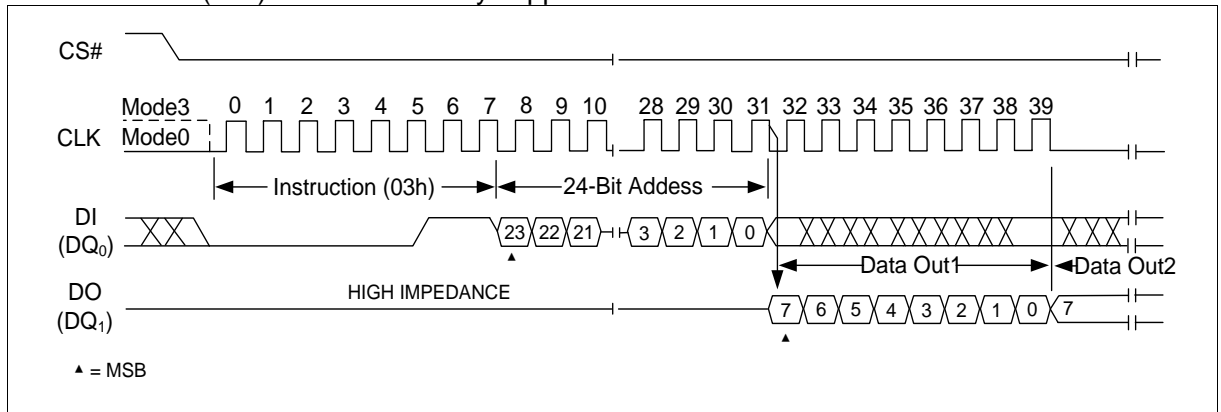 CS#
Mode3 0 1 2 3 4 5 6 7 8 9 10 28 29 30 31 32 33 34 35 36 37 38 39
CLK Mode0
Instruction (03h) 24-Bit Addess
DI
(DQ0)
23 22 21 3 2 1 0
Data Out1 Data Out2
DO
(DQ1)
HIGH IMPEDANCE
7 6 5 4 3 2 1 0 7
▲ = MSB